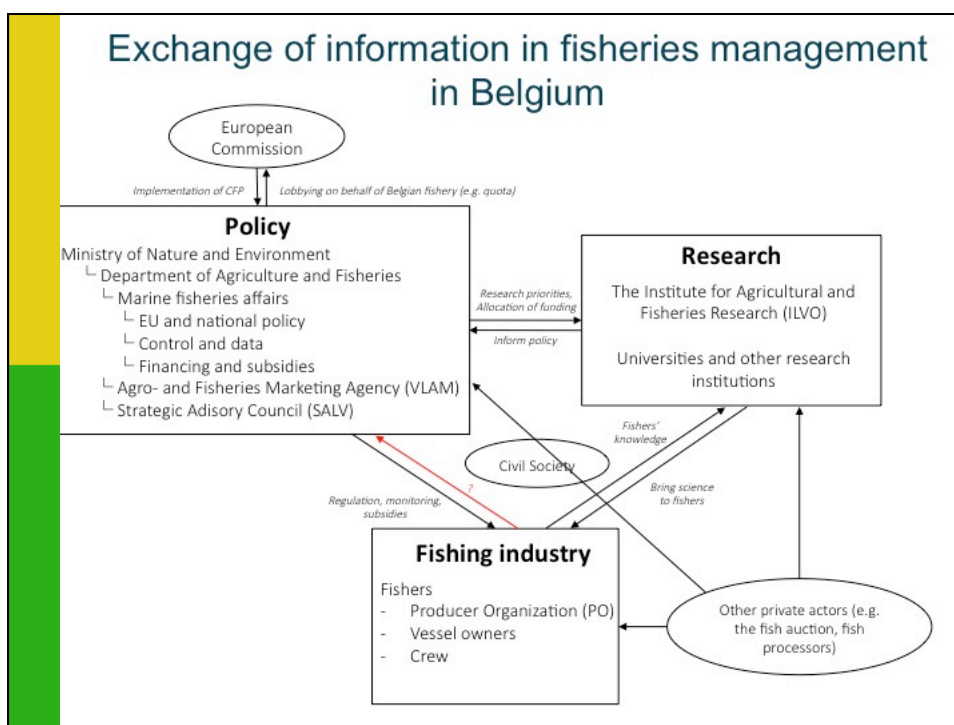 Exchange of information in fisheries management
in Belgium
European
Commission
Implementation of CFP
Lobbying on behalf of Belgian fishery (e.g. quota)
Policy
Ministry of Nature and Environment
Department of Agriculture and Fisheries
Marine fisheries affairs
EU and national policy
Control and data
Financing and subsidies
Agro- and Fisheries Marketing Agency (VLAM)
Strategic Adisory Council (SALV)
Research priorities,
Allocation of funding
Inform policy
Research
The Institute for Agricultural and
Fisheries Research (ILVO)
Universities and other research
institutions
Civil Society
Fishers'
knowledge
Bring science
to fishers
?
Regulation, monitoring,
subsidies
Fishing industry
Fishers
- Producer Organization (PO)
- Vessel owners
- Crew
Other private actors (e.g.
the fish auction, fish
processors)